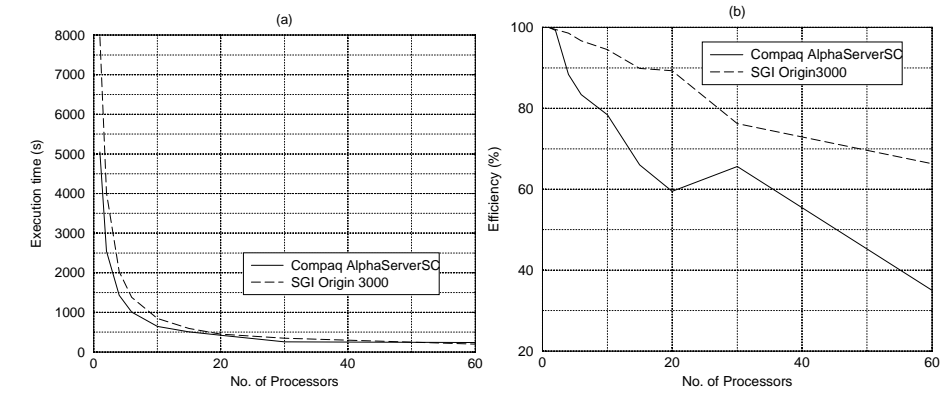 (a)
8000
7000
6000
5000
4000
3000
2000
1000
0
Execution time (s)
Compaq AlphaServerSC
SGI Origin 3000
0
20
40
60
No. of Processors
(b)
100
80
60
40
20
Efficiency (%)
Compaq AlphaServerSC
SGI Origin3000
0
20
40
60
No. of Processors